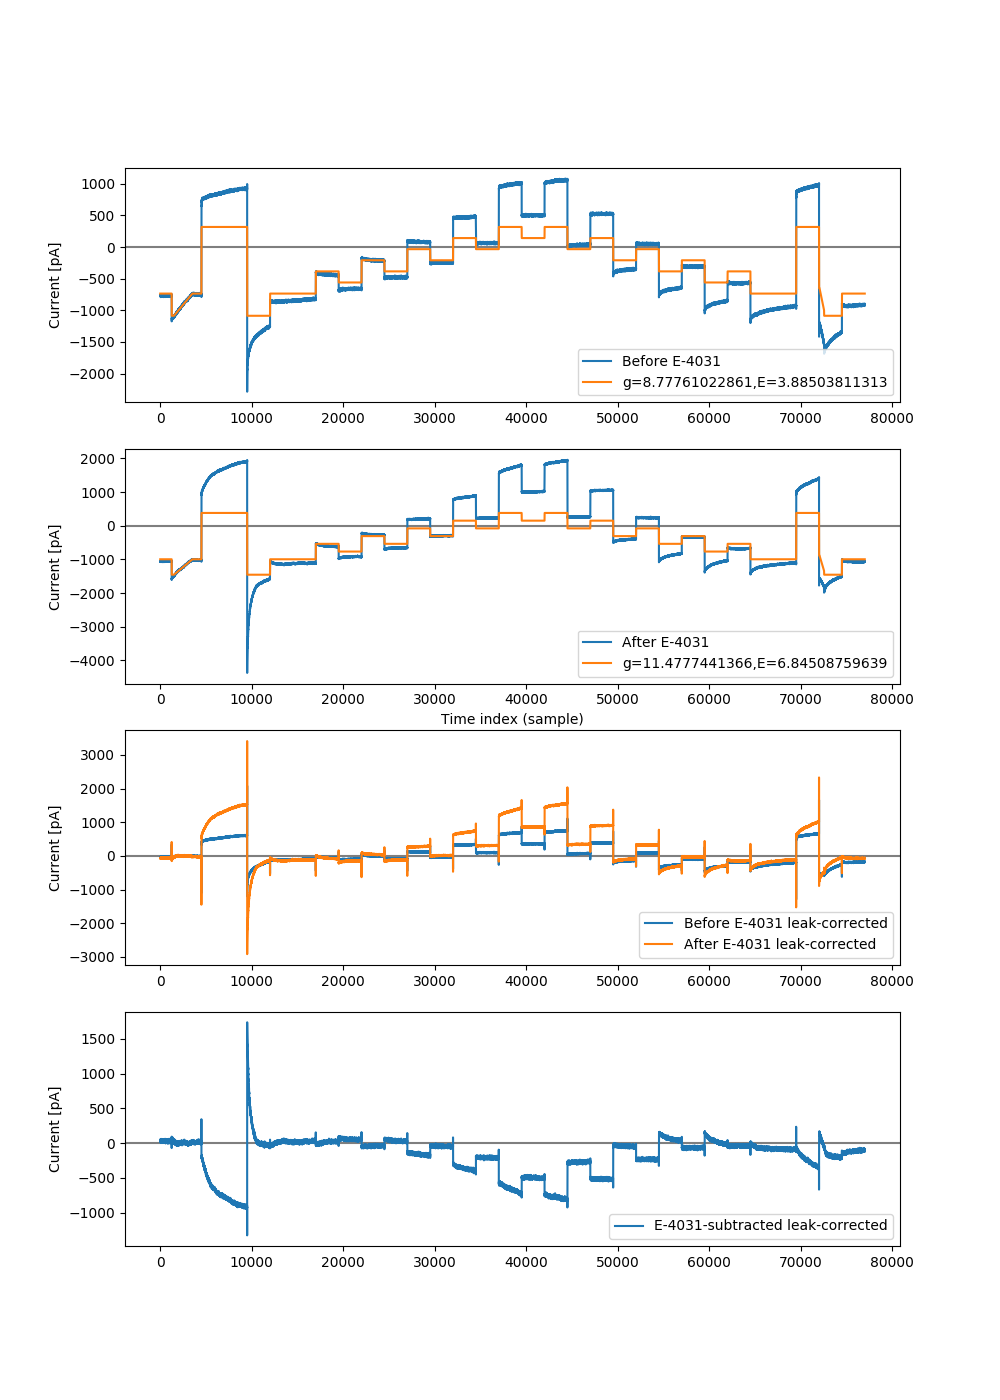 1000
500
0
−500
−1000
−1500
−2000
Current [pA]
Before E-4031
g=8.77761022861,E=3.88503811313
0 10000 20000 30000 40000 50000 60000 70000 80000
2000
1000
0
−1000
−2000
−3000
−4000
Current [pA]
After E-4031
g=11.4777441366,E=6.84508759639
0 10000 20000 30000 40000 50000 60000 70000 80000
Time index (sample)
3000
2000
1000
0
−1000
−2000
−3000
Current [pA]
Before E-4031 leak-corrected
After E-4031 leak-corrected
0 10000 20000 30000 40000 50000 60000 70000 80000
1500
1000
500
0
−500
−1000
Current [pA]
E-4031-subtracted leak-corrected
0 10000 20000 30000 40000 50000 60000 70000 80000